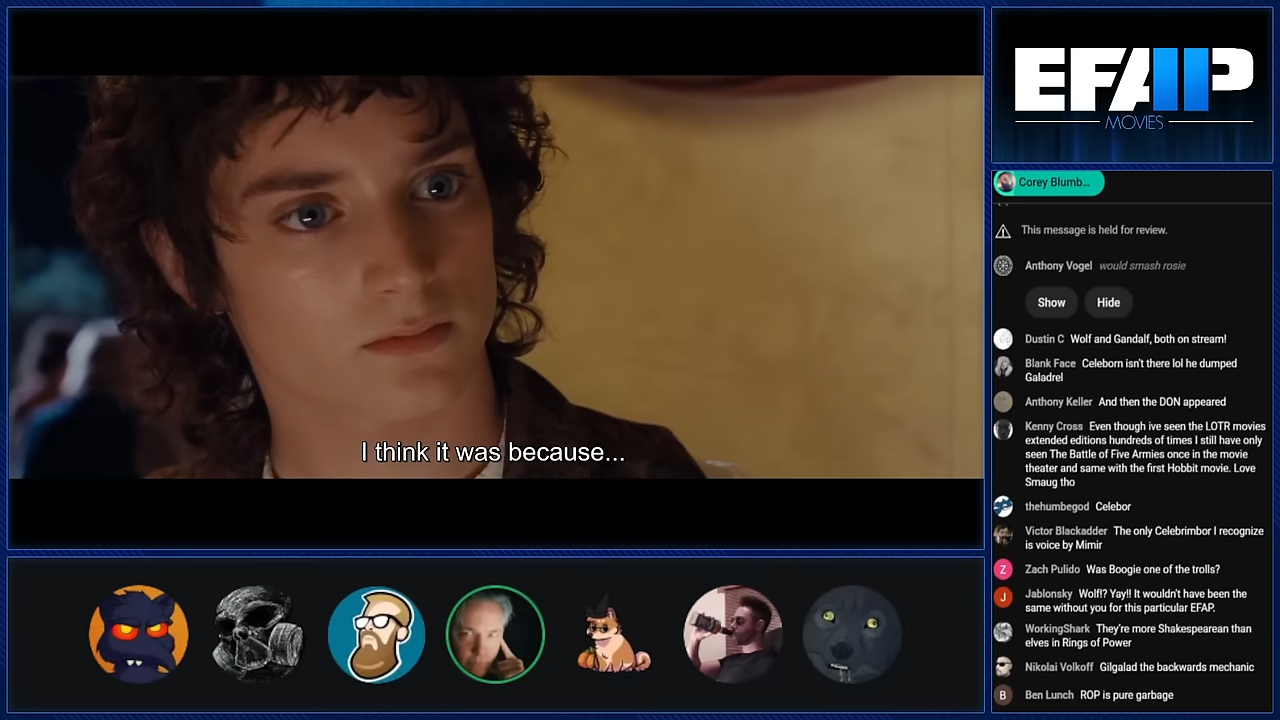 I think it was because...
EFAP
MOVIES
Corey Blumb...
This message is held for review.
Anthony Vogel would smash rosie
Show Hide
Dustin C Wolf and Gandalf, both on stream!
Blank Face Celeborn isn't there lol he dumped
Galadrel
Anthony Keller And then the DON appeared
Kenny Cross Even though ive seen the LOTR movies
extended editions hundreds of times I still have only
seen The Battle of Five Armies once in the movie
theater and same with the first Hobbit movie. Love
Smaug tho
thehumbegod Celebor
Victor Blackadder The only Celebrimbor I recognize
is voice by Mimir
Z Zach Pulido Was Boogie one of the trolls?
J Jablonsky Wolf!? Yay!! It wouldn't have been the
same without you for this particular EFAP.
WorkingShark They're more Shakespearean than
elves in Rings of Power
Nikolai Volkoff Gilgalad the backwards mechanic
B Ben Lunch ROP is pure garbage